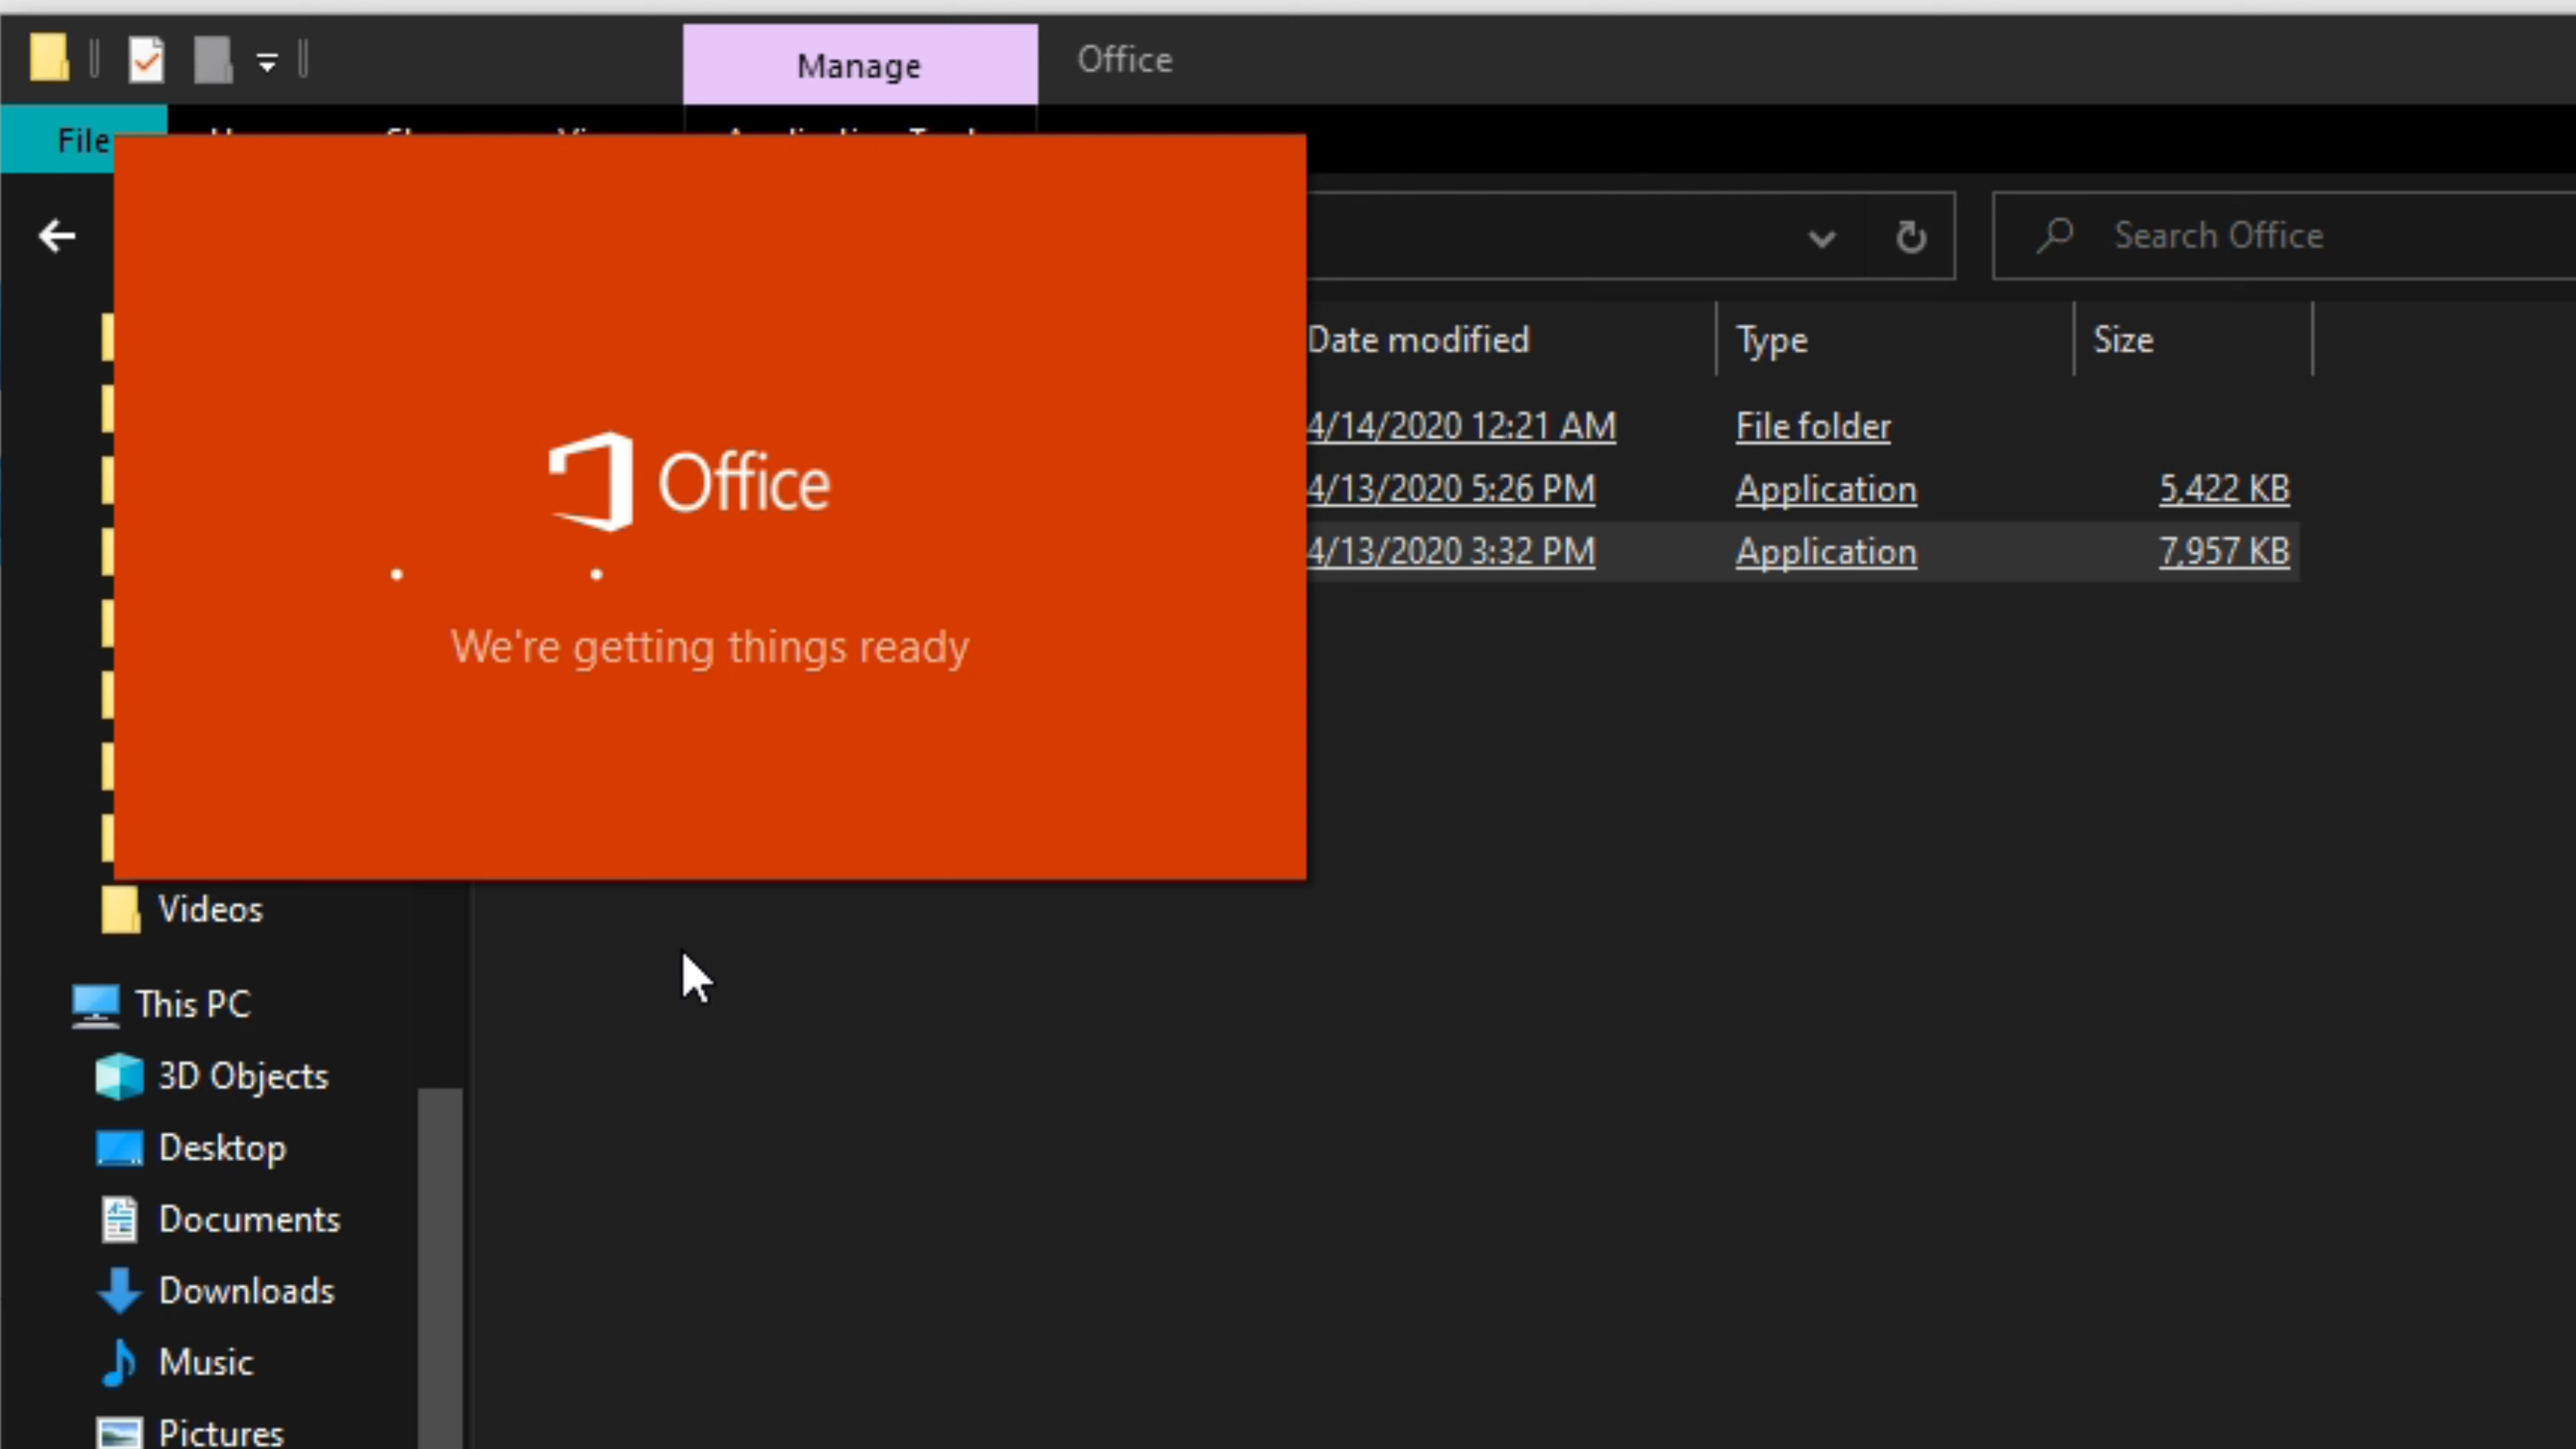 Manage
Office
File
Search Office
Date modified
Type
Size
4/14/2020 12:21 AM
File folder
4/13/2020 5:26 PM
Application
5,422 KB
4/13/2020 3:32 PM
Application
7,957 KB
Office
We're getting things ready
Videos
This PC
3D Objects
Desktop
Documents
Downloads
Music
Pictures